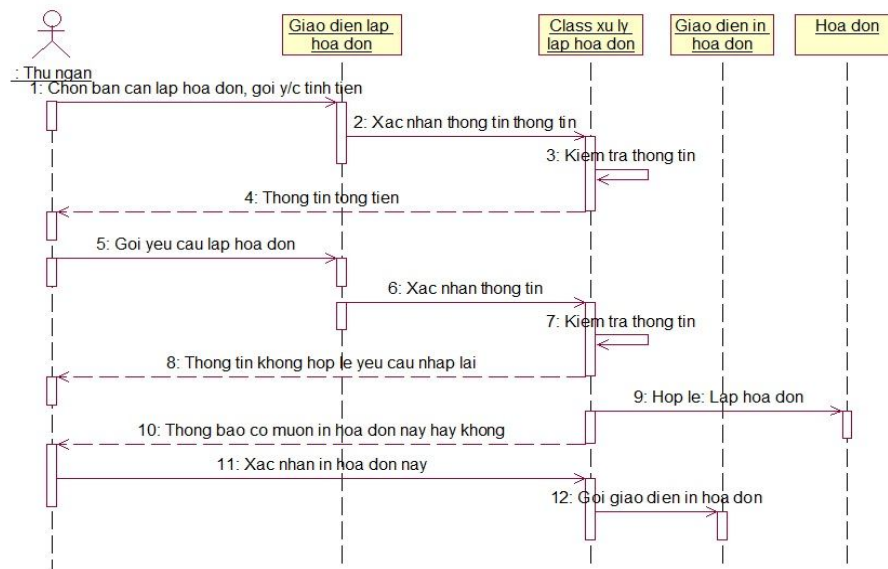 Giao dien lap
hoa don
Class xu ly
lap hoa don
Giao dien in
hoa don
Hoa don
: Thu ngan
1: Chon ban can lap hoa don, goi y/c tinh tien
2: Xac nhan thong tin thong tin
3: Kiem tra thong tin
4: Thong tin tong tien
5: Goi yeu cau lap hoa don
6: Xac nhan thong tin
7: Kiem tra thong tin
8: Thong tin khong hop le yeu cau nhap lai
9: Hop le: Lap hoa don
10: Thong bao co muon in hoa don nay hay khong
11: Xac nhan in hoa don nay
12: Goi giao dien in hoa don